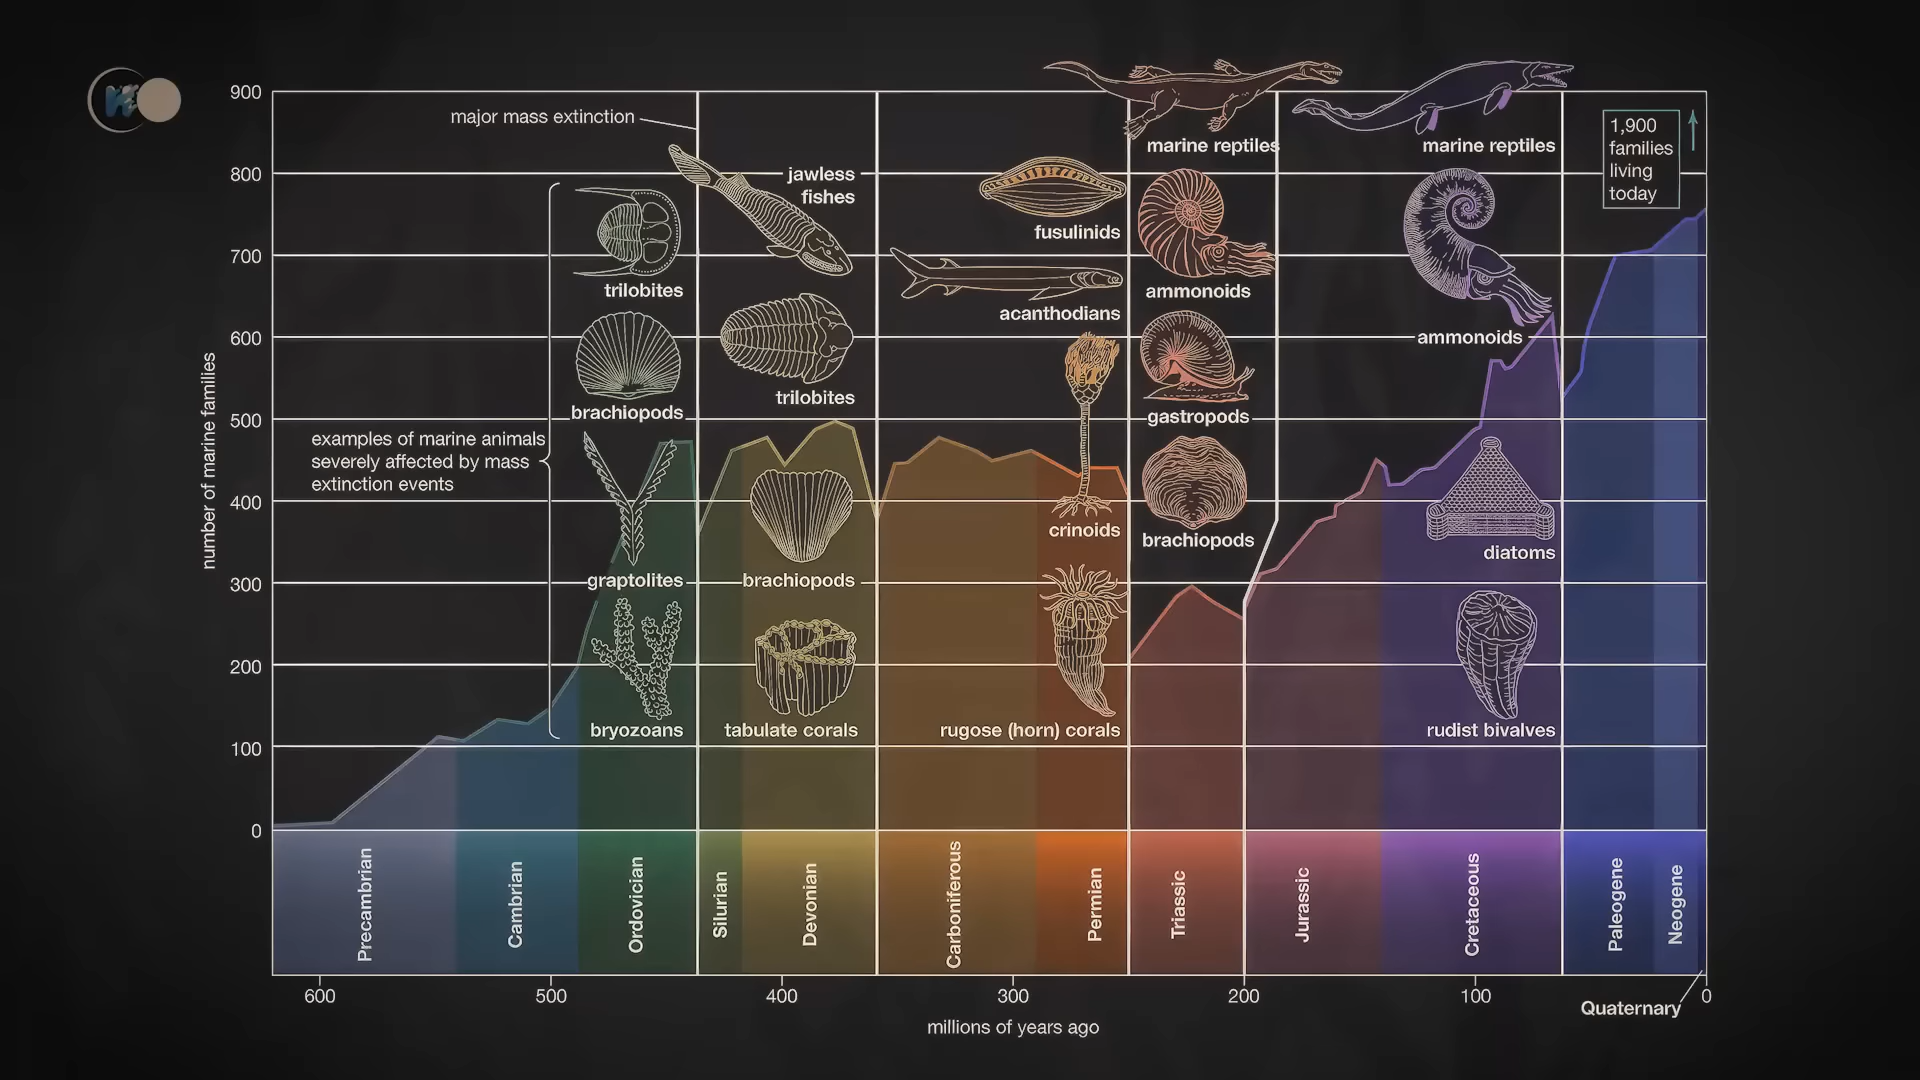 900
800
700
600
500
400
300
200
100
0
number of marine families
major mass extinction
examples of marine animals
severely affected by mass
extinction events
trilobites
brachiopods
graptolites
bryozoans
jawless
fishes
trilobites
brachiopods
tabulate corals
fusulinids
acanthodians
crinoids
rugose (horn) corals
marine reptiles
ammonoids
gastropods
brachiopods
marine reptiles
ammonoids
diatoms
rudist bivalves
1,900
families
living
today
Precambrian
Cambrian
Ordovician
Silurian
Devonian
Carboniferous
Permian
Triassic
Jurassic
Cretaceous
Paleogene
Neogene
Quaternary
600
500
400
300
200
100
0
millions of years ago